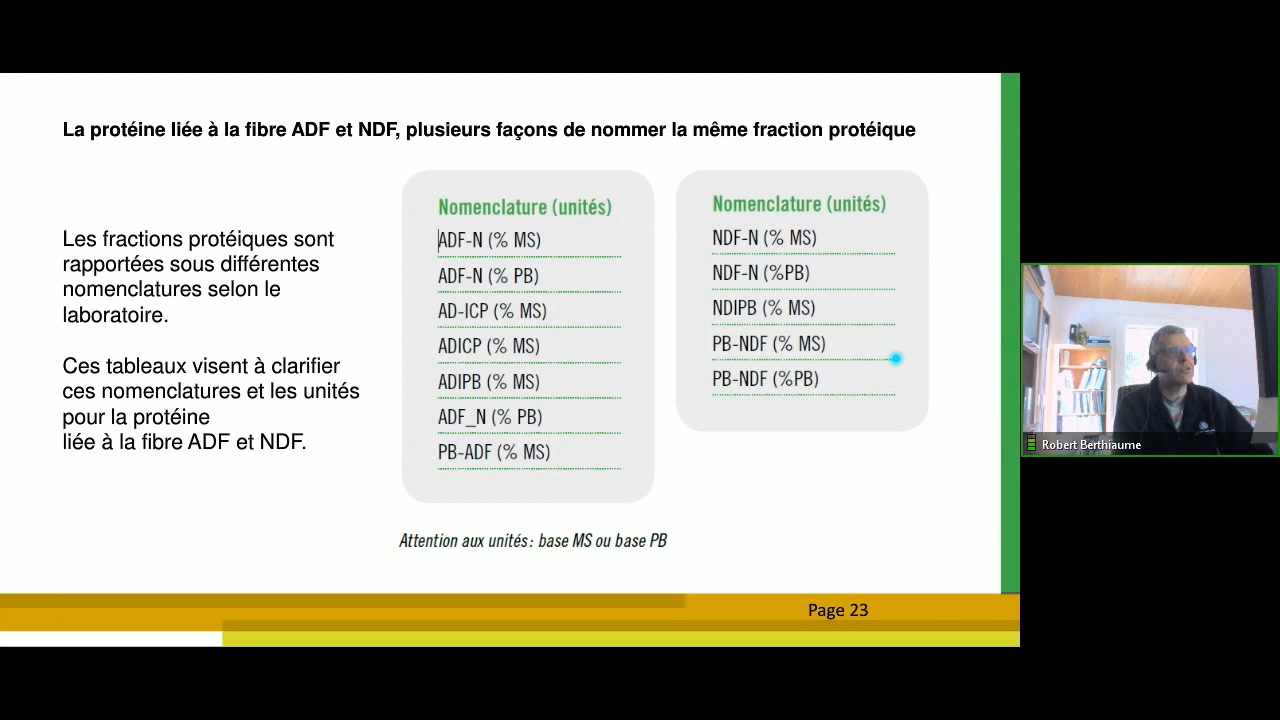 La protéine liée à la fibre ADF et NDF, plusieurs façons de nommer la même fraction protéique
Les fractions protéiques sont
rapportées sous différentes
nomenclatures selon le
laboratoire.
Ces tableaux visent à clarifier
ces nomenclatures et les unités
pour la protéine
liée à la fibre ADF et NDF.
Nomenclature (unités)
ADF-N (% MS)
ADF-N (% PB)
AD-ICP (% MS)
ADICP (% MS)
ADIPB (% MS)
ADF_N (% PB)
PB-ADF (% MS)
Nomenclature (unités)
NDF-N (% MS)
NDF-N (%PB)
NDIPB (% MS)
PB-NDF (% MS)
PB-NDF (%PB)
Attention aux unités : base MS ou base PB
Page 23
Robert Berthiaume